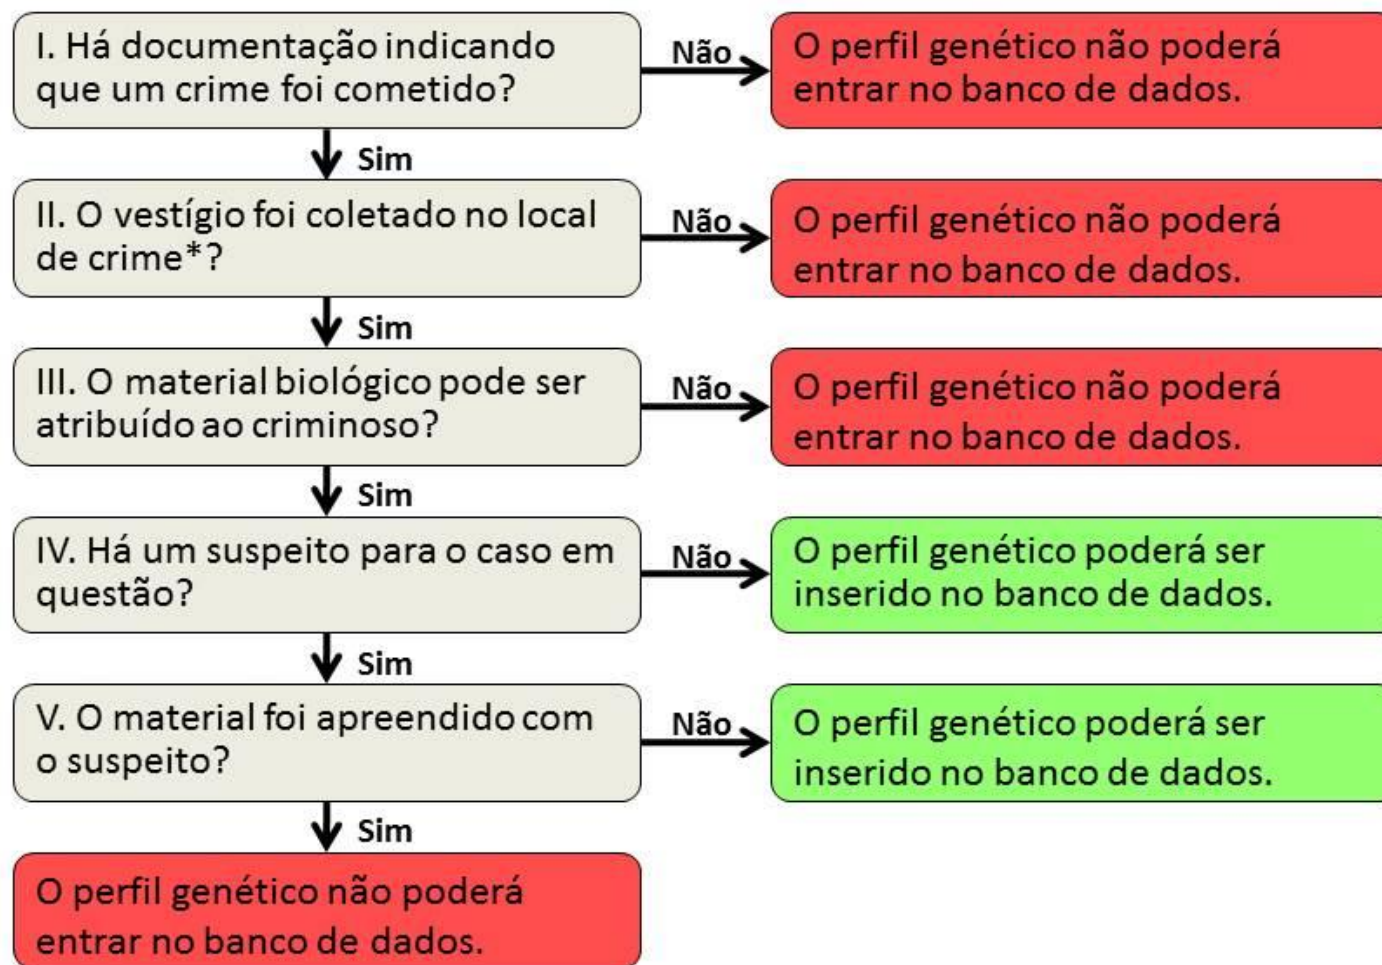 I. Há documentação indicando
que um crime foi cometido?
Não
O perfil genético não poderá
entrar no banco de dados.
Sim
II. O vestígio foi coletado no local
de crime*?
Não
O perfil genético não poderá
entrar no banco de dados.
Sim
III. O material biológico pode ser
atribuído ao criminoso?
Não
O perfil genético não poderá
entrar no banco de dados.
Sim
IV. Há um suspeito para o caso em
questão?
Não
O perfil genético poderá ser
inserido no banco de dados.
Sim
V. O material foi apreendido com
o suspeito?
Não
O perfil genético poderá ser
inserido no banco de dados.
Sim
O perfil genético não poderá
entrar no banco de dados.